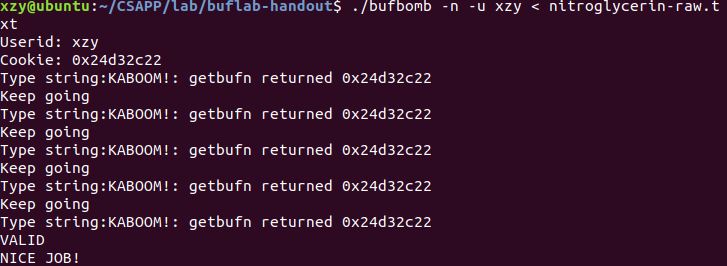 xzy@ubuntu:~/CSAPP/lab/buflab-handout$ ./bufbomb -n -u xzy < nitroglycerin-raw.t
xt
Userid: xzy
Cookie: 0x24d32c22
Type string:KABOOM!: getbufn returned 0x24d32c22
Keep going
Type string:KABOOM!: getbufn returned 0x24d32c22
Keep going
Type string:KABOOM!: getbufn returned 0x24d32c22
Keep going
Type string:KABOOM!: getbufn returned 0x24d32c22
Keep going
Type string:KABOOM!: getbufn returned 0x24d32c22
VALID
NICE JOB!